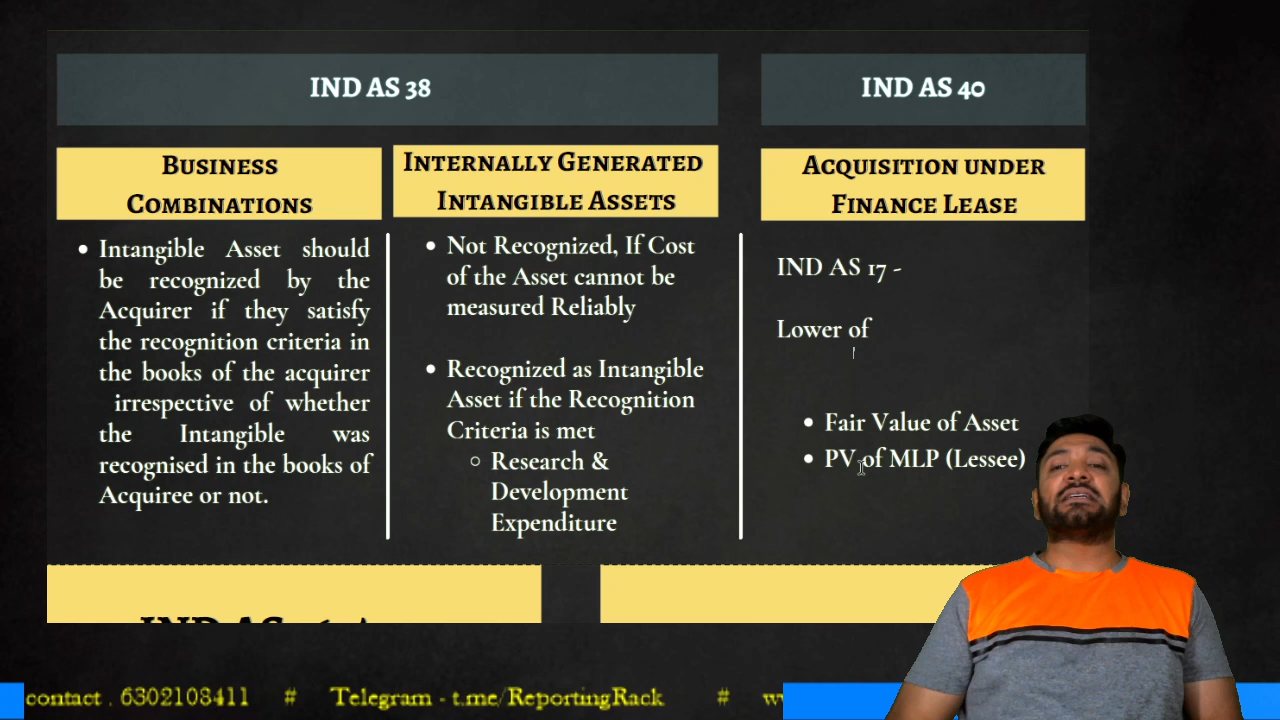 IND AS 38
IND AS 40
Business
Combinations
Internally Generated
Intangible Assets
Acquisition under
Finance Lease
• Intangible Asset should
be recognized by the
Acquirer if they satisfy
the recognition criteria in
the books of the acquirer
irrespective of whether
the Intangible was
recognised in the books of
Acquiree or not.
• Not Recognized, If Cost
of the Asset cannot be
measured Reliably
• Recognized as Intangible
Asset if the Recognition
Criteria is met
○ Research &
Development
Expenditure
IND AS 17 -
Lower of
• Fair Value of Asset
• PV of MLP (Lessee)
IND AS
contact . 6302108411 # Telegram - t.me/ReportingRack #